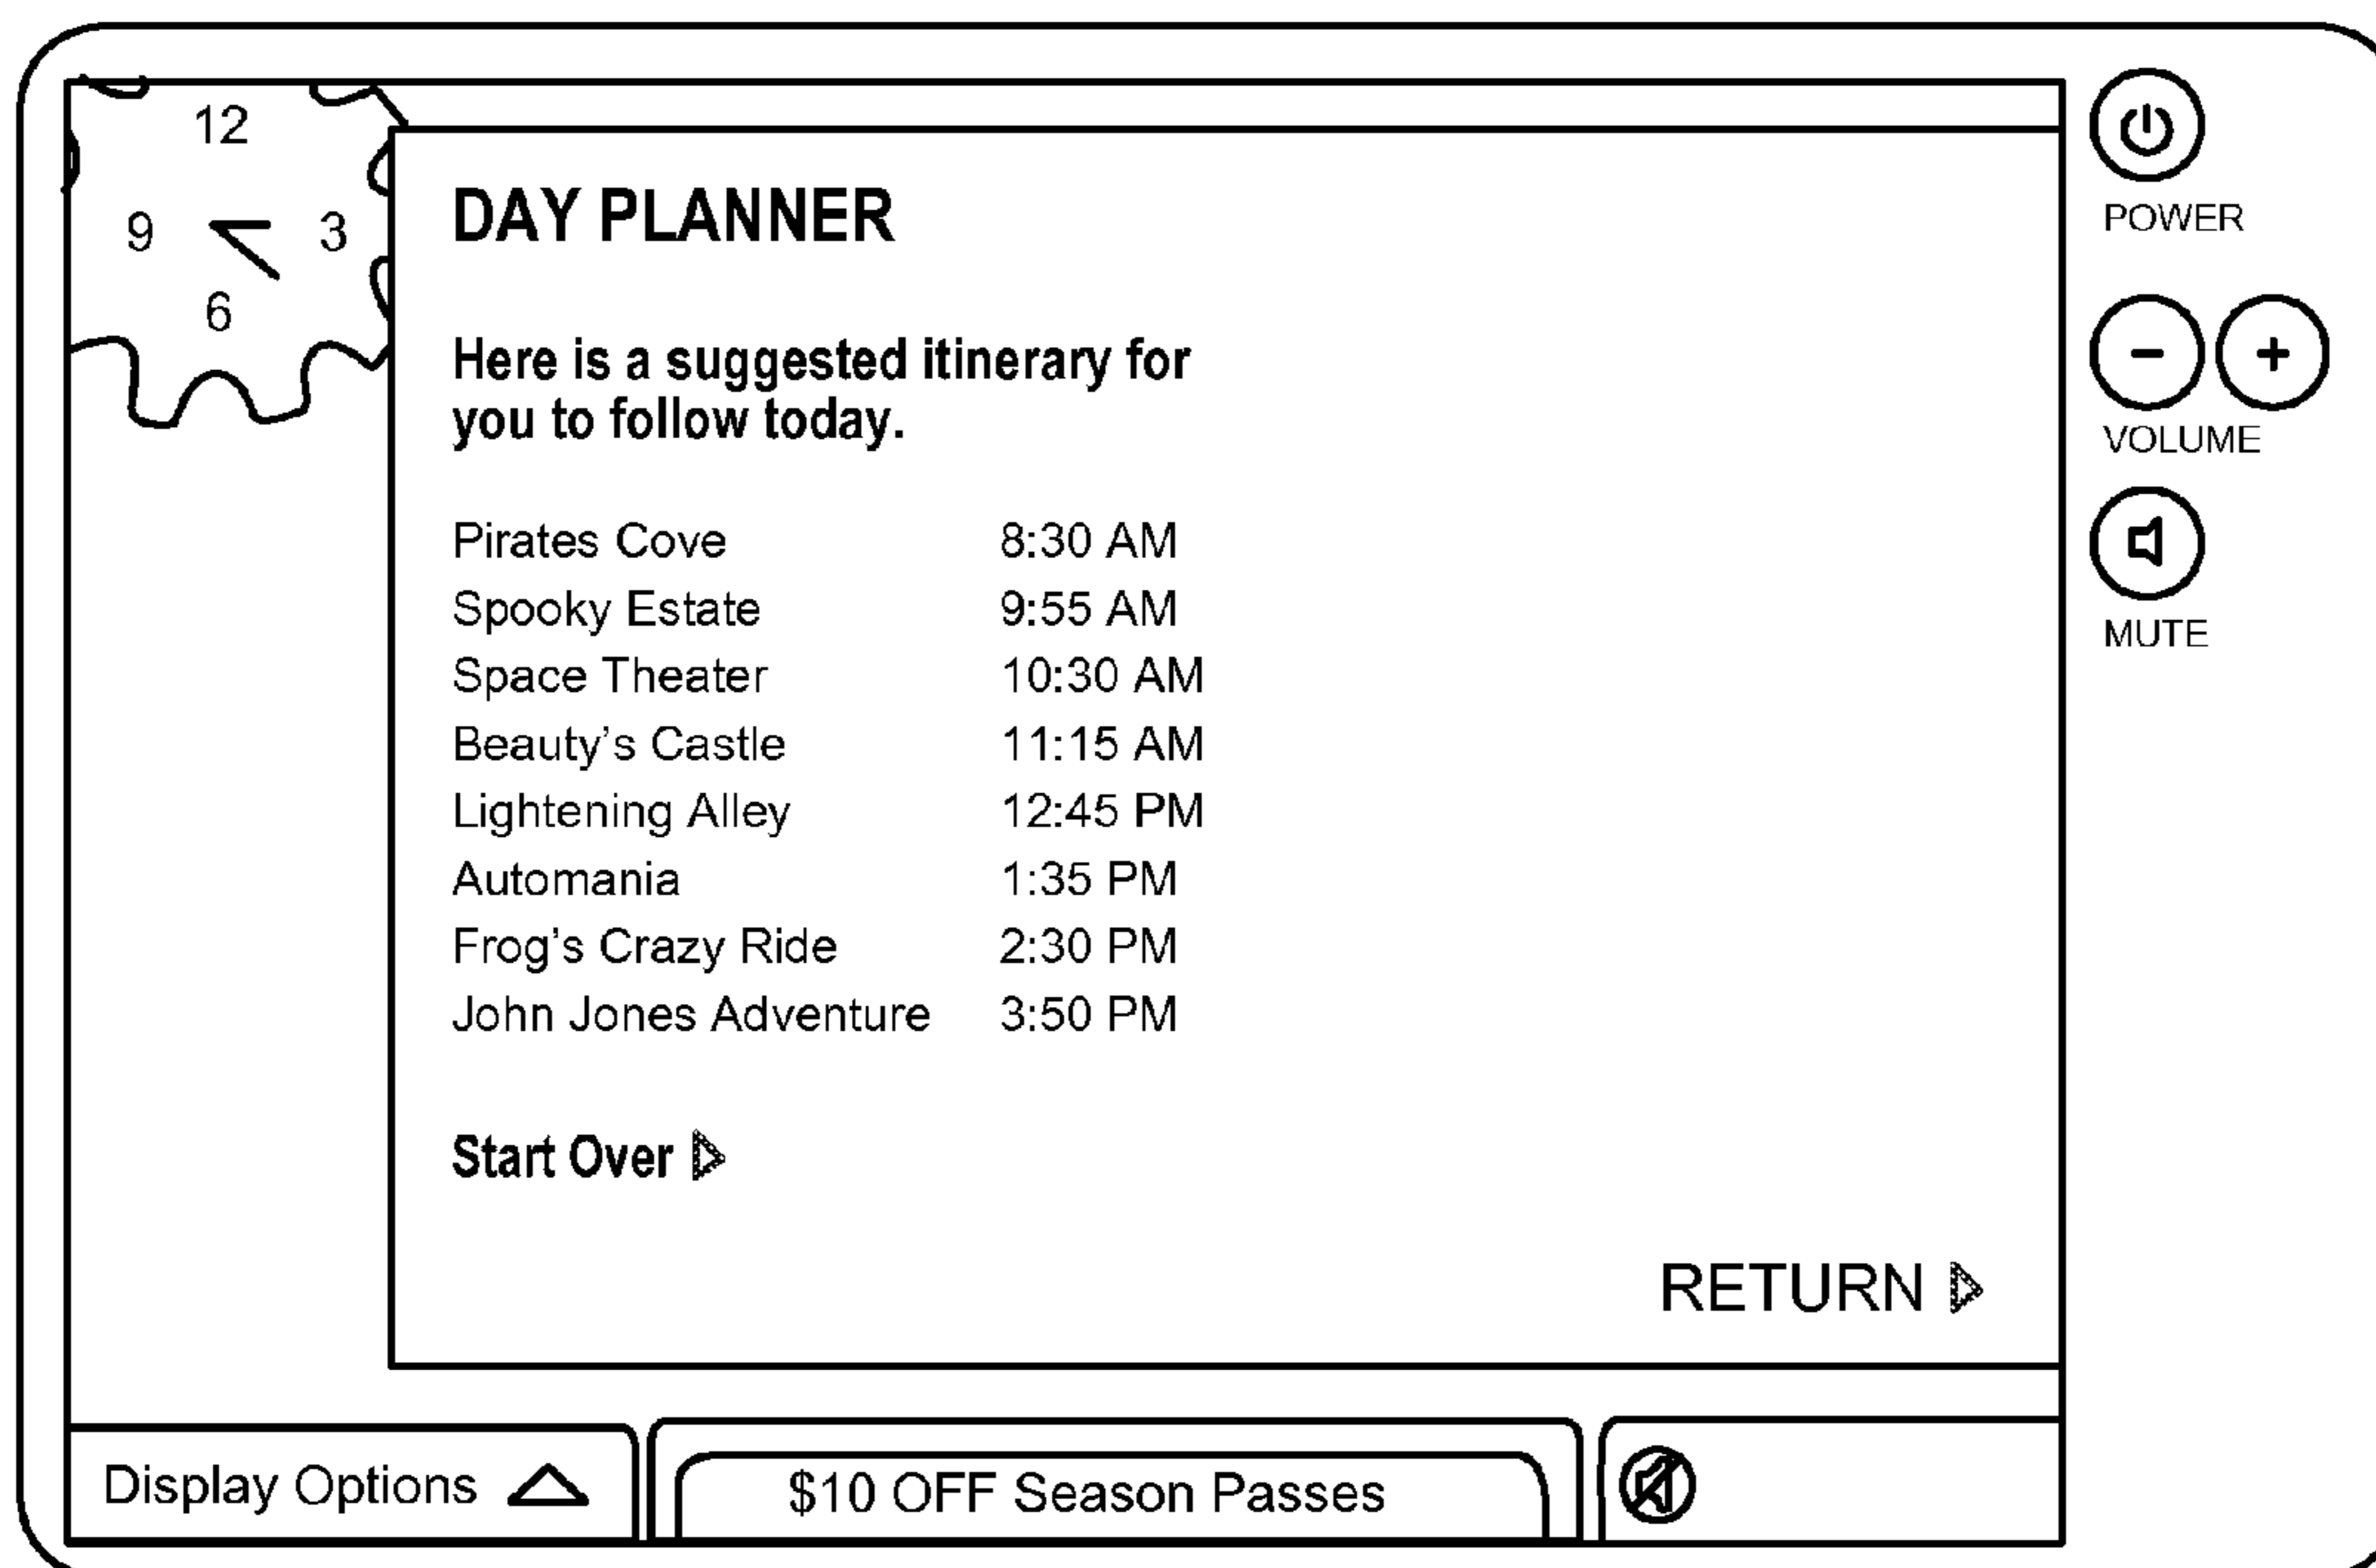 12
9 3
6
DAY PLANNER
Here is a suggested itinerary for
you to follow today.
Pirates Cove 8:30 AM
Spooky Estate 9:55 AM
Space Theater 10:30 AM
Beauty's Castle 11:15 AM
Lightening Alley 12:45 PM
Automania 1:35 PM
Frog's Crazy Ride 2:30 PM
John Jones Adventure 3:50 PM
Start Over
RETURN
Display Options
$10 OFF Season Passes
POWER
VOLUME
MUTE